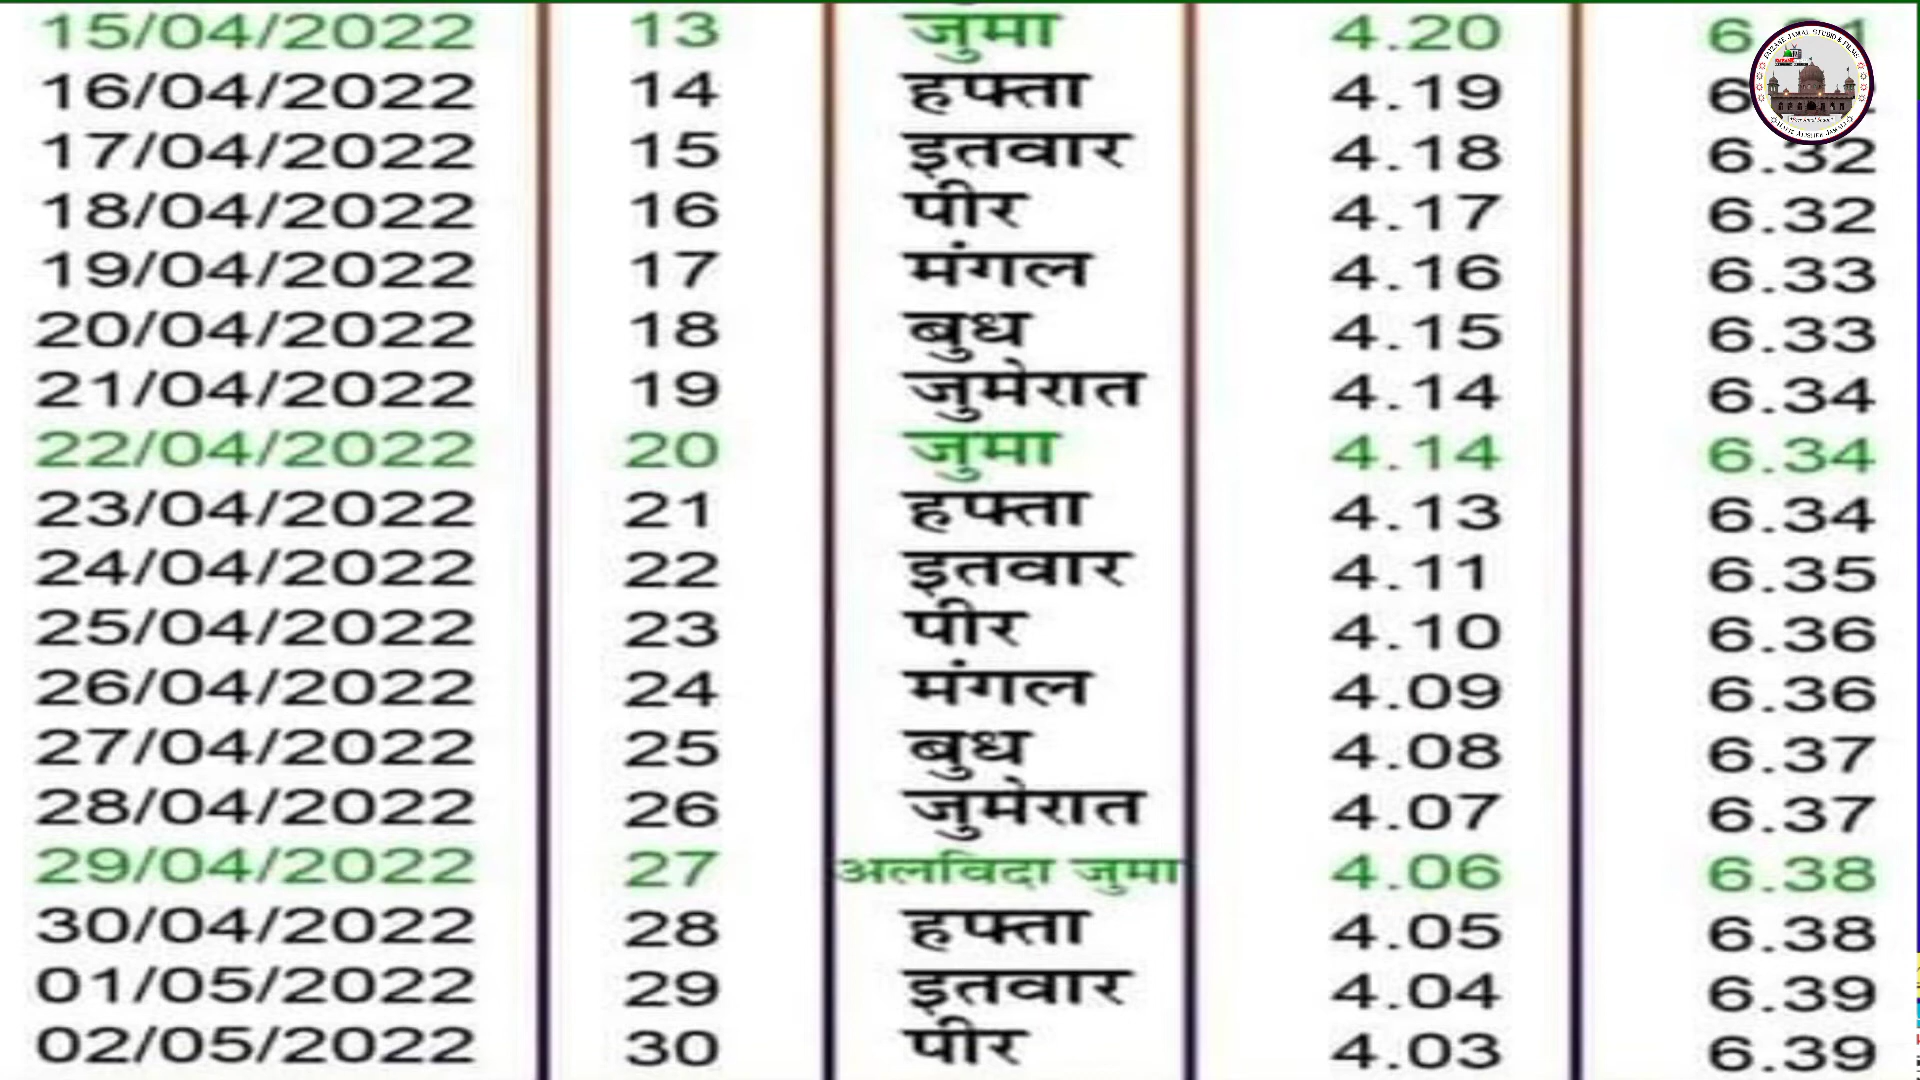 15/04/2022 13 जुमा 4.20
16/04/2022 14 हफ्ता 4.19
17/04/2022 15 इतवार 4.18 6.32
18/04/2022 16 पीर 4.17 6.32
19/04/2022 17 मंगल 4.16 6.33
20/04/2022 18 बुध 4.15 6.33
21/04/2022 19 जुमेरात 4.14 6.34
22/04/2022 20 जुमा 4.14 6.34
23/04/2022 21 हफ्ता 4.13 6.34
24/04/2022 22 इतवार 4.11 6.35
25/04/2022 23 पीर 4.10 6.36
26/04/2022 24 मंगल 4.09 6.36
27/04/2022 25 बुध 4.08 6.37
28/04/2022 26 जुमेरात 4.07 6.37
29/04/2022 27 अलविदा जुमा 4.06 6.38
30/04/2022 28 हफ्ता 4.05 6.38
01/05/2022 29 इतवार 4.04 6.39
02/05/2022 30 पीर 4.03 6.39